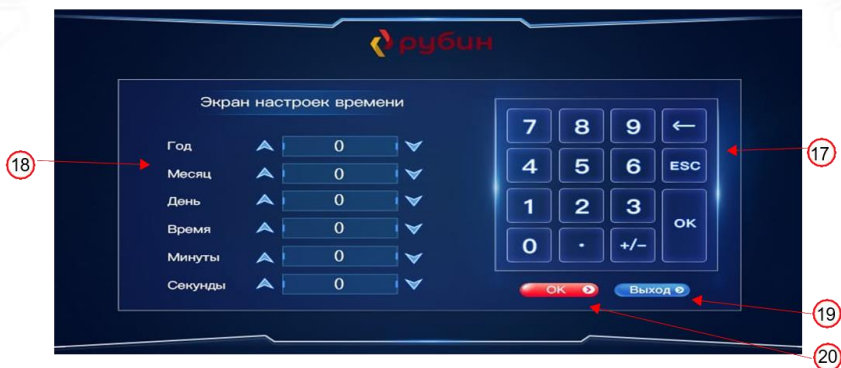 рубин
Экран настроек времени
Год 0
Месяц 0
День 0
Время 0
Минуты 0
Секунды 0
7 8 9 ←
4 5 6 ESC
1 2 3
OK
0 . +/-
OK
Выход
17
18
19
20